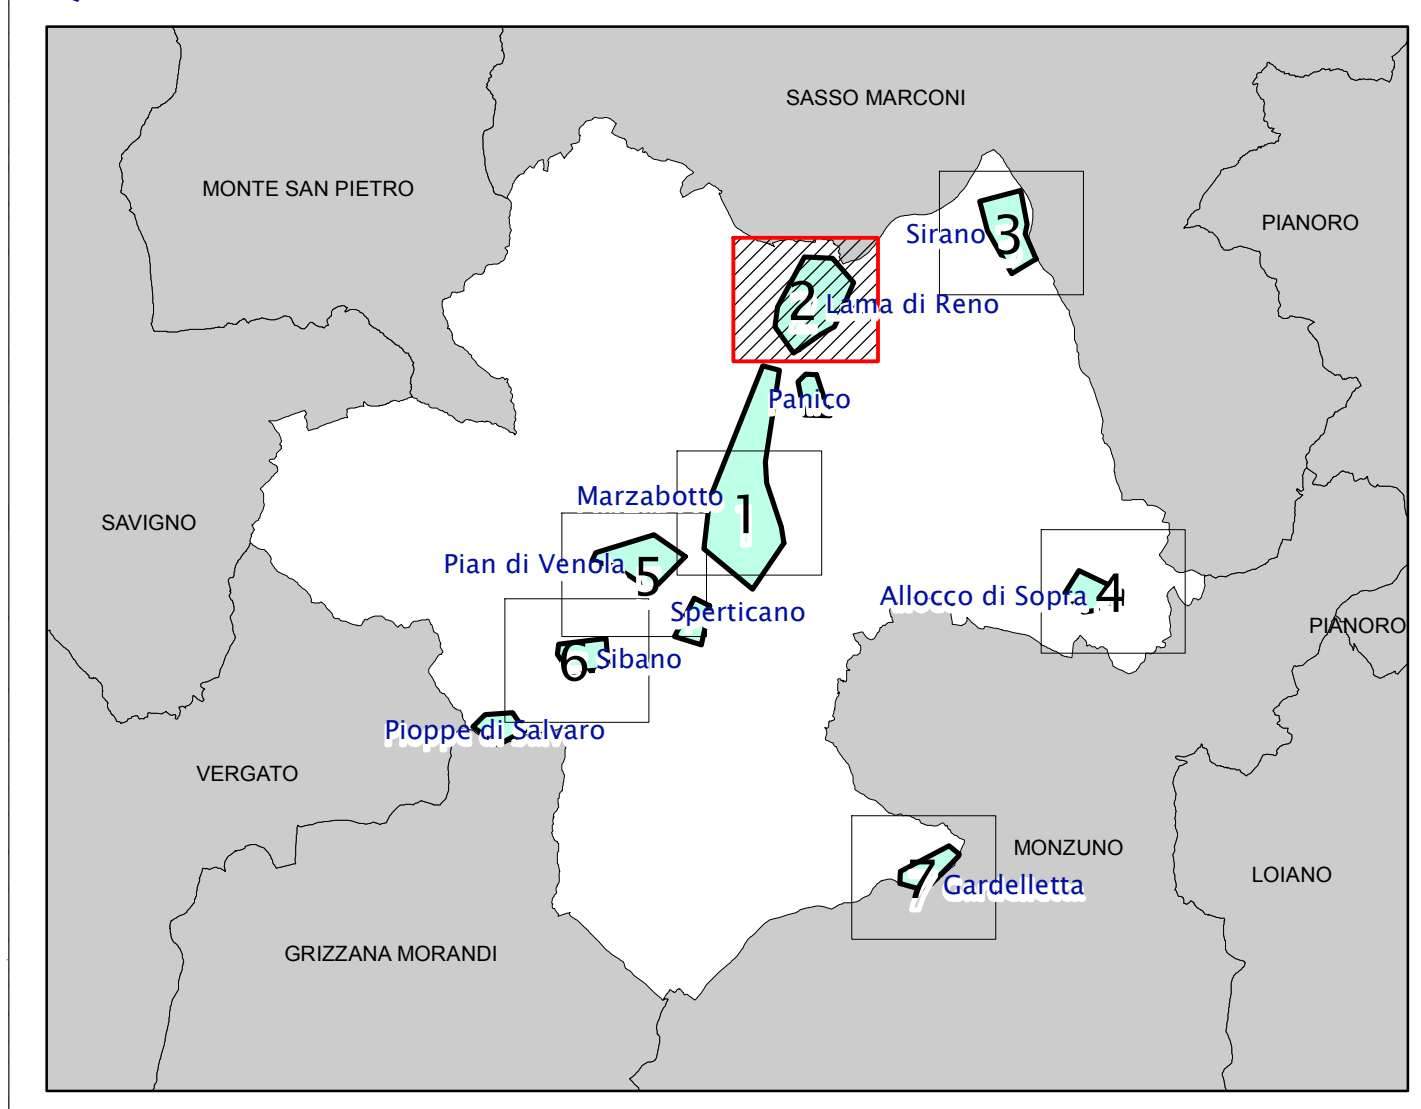 SASSO MARCONI
MONTE SAN PIETRO
PIANORO
3
Sirano
2
Lama di Reno
Panico
Marzabotto
1
SAVIGNO
Pian di Venola
5
Allocco di Sopra
4
Sperticano
PIANORO
6
Sibano
Pioppe di Salvaro
VERGATO
MONZUNO
LOIANO
7
Gardelletta
GRIZZANA MORANDI